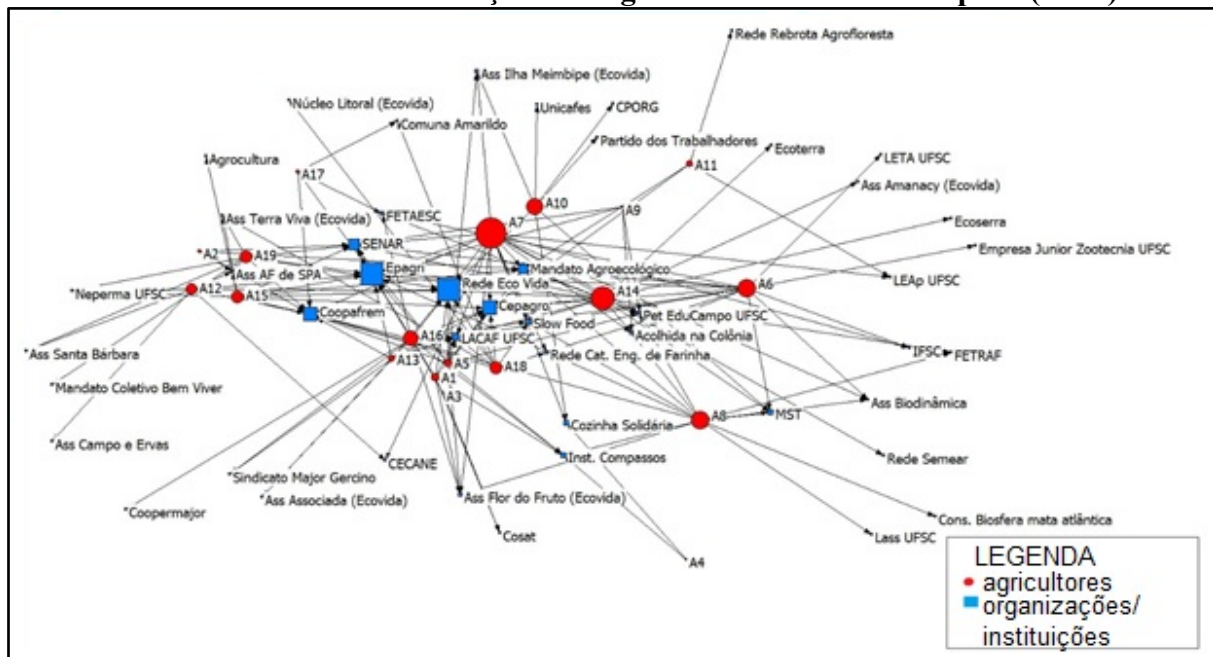 Rede Rebrota Agrofloresta
Ass Ilha Meimbipe (Ecovida)
Núcleo Litoral (Ecovida)
Unicafes
CPORG
Comuna Amarildo
Partido dos Trabalhadores
Ecoterra
LETA UFSC
Agrocultura
A17
A11
Ass Amanacy (Ecovida)
A10
A9
Ass Terra Viva (Ecovida)
FETAESC
A7
Ecoserra
SENAR
Empresa Junior Zootecnia UFSC
A2
A19
Ass AF de SPA
Epagri
Mandato Agroecológico
LEAp UFSC
Neperma UFSC
A12
A15
Rede Eco Vida
A14
A6
Coopafrem
Cepagro
Pet EduCampo UFSC
Slow Food
Acolhida na Colônia
A16
LACAF UFSC
IFSC
FETRAF
Ass Santa Bárbara
A13
A5
A18
Rede Cat. Eng. de Farinha
A1
A3
Mandato Coletivo Bem Viver
Ass Biodinâmica
A8
MST
Cozinha Solidária
Ass Campo e Ervas
CECANE
Inst. Compassos
Rede Semear
Sindicato Major Gercino
Ass Associada (Ecovida)
Ass Flor do Fruto (Ecovida)
Coopermajor
Cons. Biosfera mata atlântica
Cosat
Lass UFSC
A4
LEGENDA
agricultores
organizações/
instituições